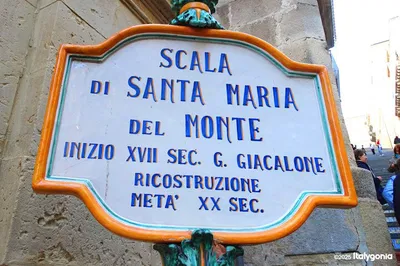 SCALA
DI SANTA MARIA
DEL MONTE
INIZIO XVII SEC. G. GIACALONE
RICOSTRUZIONE
META' XX SEC.
©2025 Italygonia